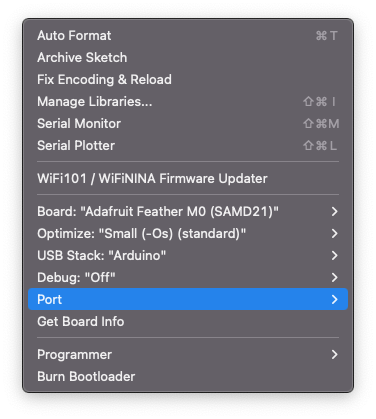 Auto Format ⌘T
Archive Sketch
Fix Encoding & Reload
Manage Libraries... ⇧⌘I
Serial Monitor ⇧⌘M
Serial Plotter ⇧⌘L
WiFi101 / WiFiNINA Firmware Updater
Board: "Adafruit Feather M0 (SAMD21)"
Optimize: "Small (-Os) (standard)"
USB Stack: "Arduino"
Debug: "Off"
Port
Get Board Info
Programmer
Burn Bootloader